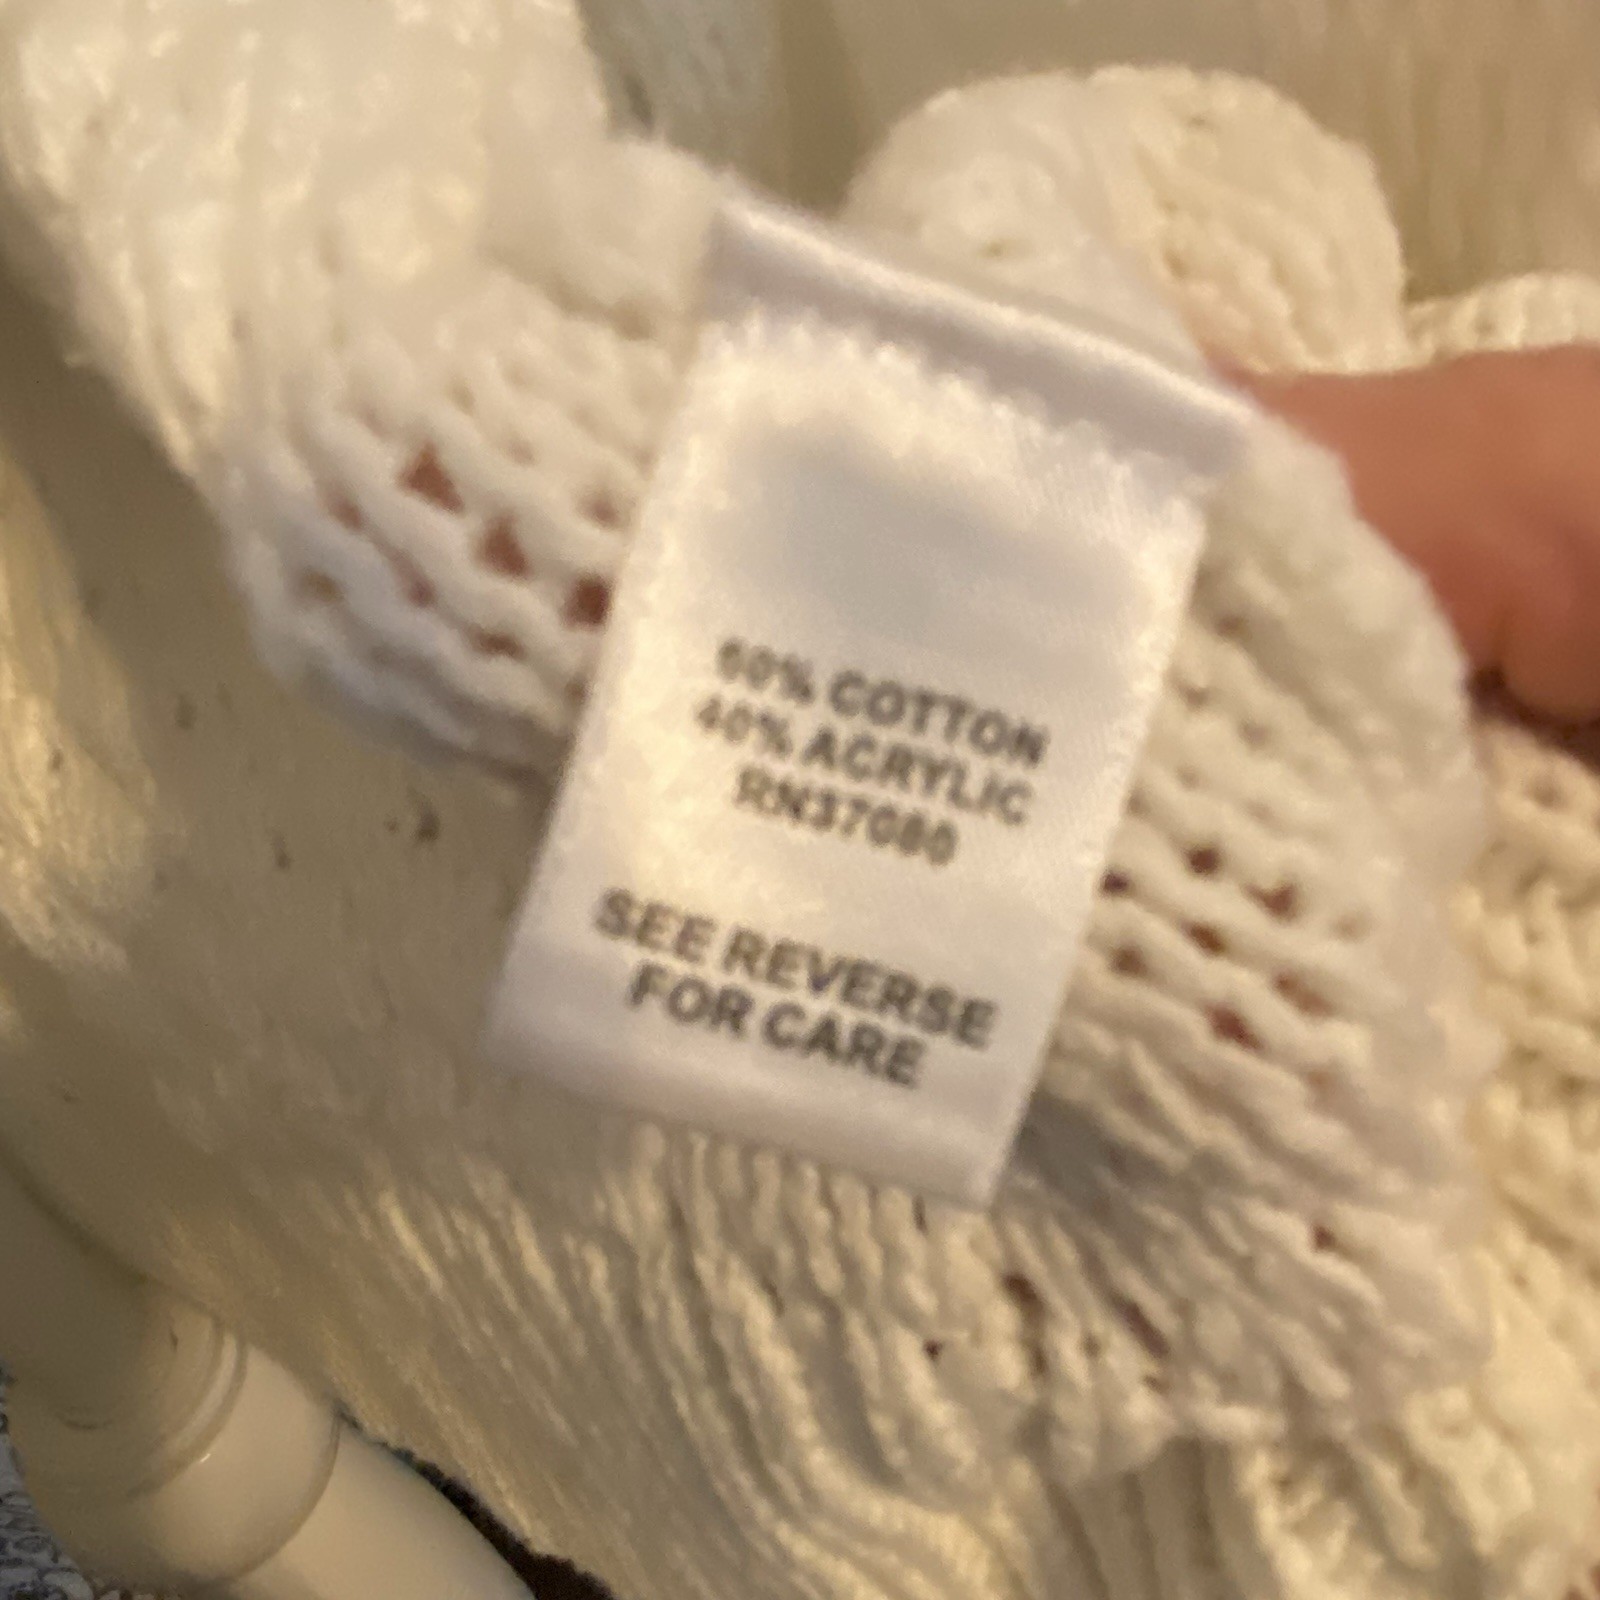 60% COTTON
40% ACRYLIC
RN37080
SEE REVERSE
FOR CARE